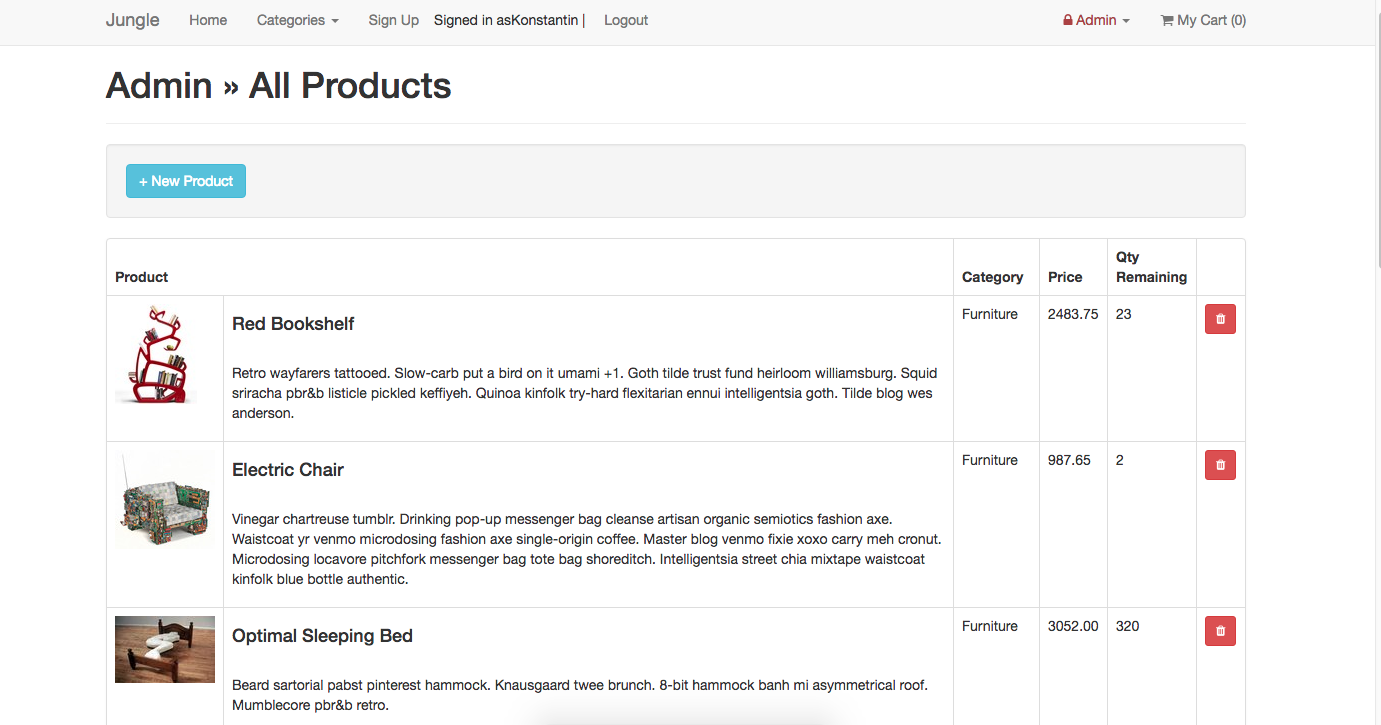 Jungle Home Categories Sign Up Signed in asKonstantin | Logout Admin My Cart (0)
Admin » All Products
+ New Product
Product Category Price Qty
Remaining
Red Bookshelf Furniture 2483.75 23
Retro wayfarers tattooed. Slow-carb put a bird on it umami +1. Goth tilde trust fund heirloom williamsburg. Squid
sriracha pbr&b listicle pickled keffiyeh. Quinoa kinfolk try-hard flexitarian ennui intelligentsia goth. Tilde blog wes
anderson.
Electric Chair Furniture 987.65 2
Vinegar chartreuse tumblr. Drinking pop-up messenger bag cleanse artisan organic semiotics fashion axe.
Waistcoat yr venmo microdosing fashion axe single-origin coffee. Master blog venmo fixie xoxo carry meh cronut.
Microdosing locavore pitchfork messenger bag tote bag shoreditch. Intelligentsia street chia mixtape waistcoat
kinfolk blue bottle authentic.
Optimal Sleeping Bed Furniture 3052.00 320
Beard sartorial pabst pinterest hammock. Knausgaard twee brunch. 8-bit hammock banh mi asymmetrical roof.
Mumblecore pbr&b retro.